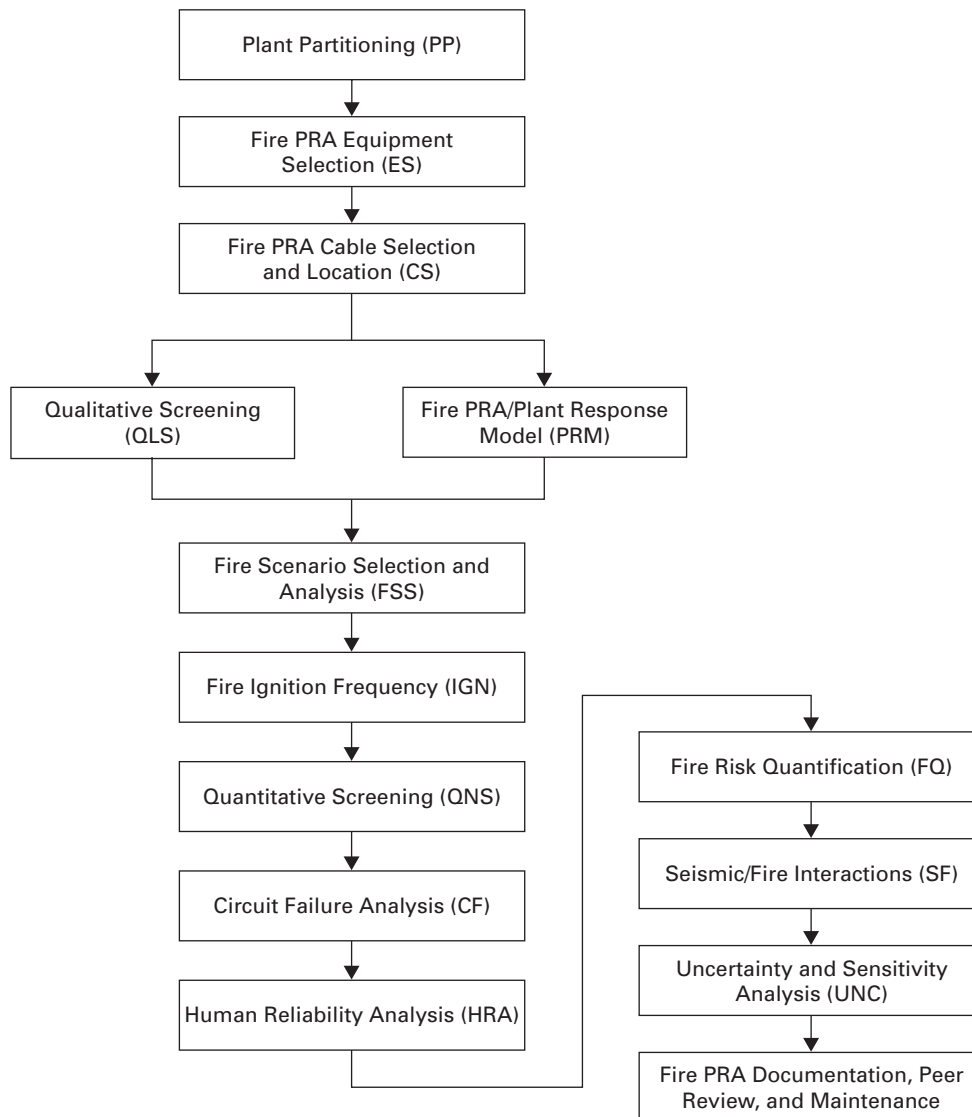 Plant Partitioning (PP)
Fire PRA Equipment
Selection (ES)
Fire PRA Cable Selection
and Location (CS)
Qualitative Screening
(QLS)
Fire PRA/Plant Response
Model (PRM)
Fire Scenario Selection and
Analysis (FSS)
Fire Ignition Frequency (IGN)
Quantitative Screening (QNS)
Circuit Failure Analysis (CF)
Human Reliability Analysis (HRA)
Fire Risk Quantification (FQ)
Seismic/Fire Interactions (SF)
Uncertainty and Sensitivity
Analysis (UNC)
Fire PRA Documentation, Peer
Review, and Maintenance